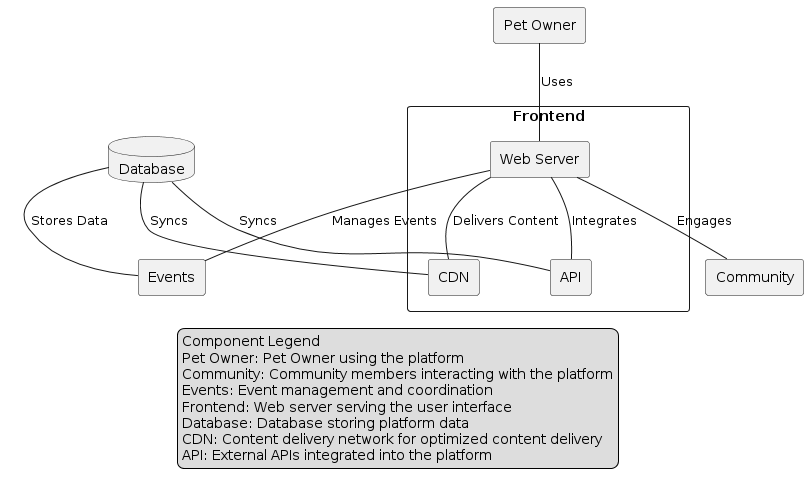 Pet Owner
Uses
Frontend
Web Server
Database
Stores Data
Syncs
Syncs
Manages Events
Delivers Content
Integrates
Engages
Events
CDN
API
Community
Component Legend
Pet Owner: Pet Owner using the platform
Community: Community members interacting with the platform
Events: Event management and coordination
Frontend: Web server serving the user interface
Database: Database storing platform data
CDN: Content delivery network for optimized content delivery
API: External APIs integrated into the platform